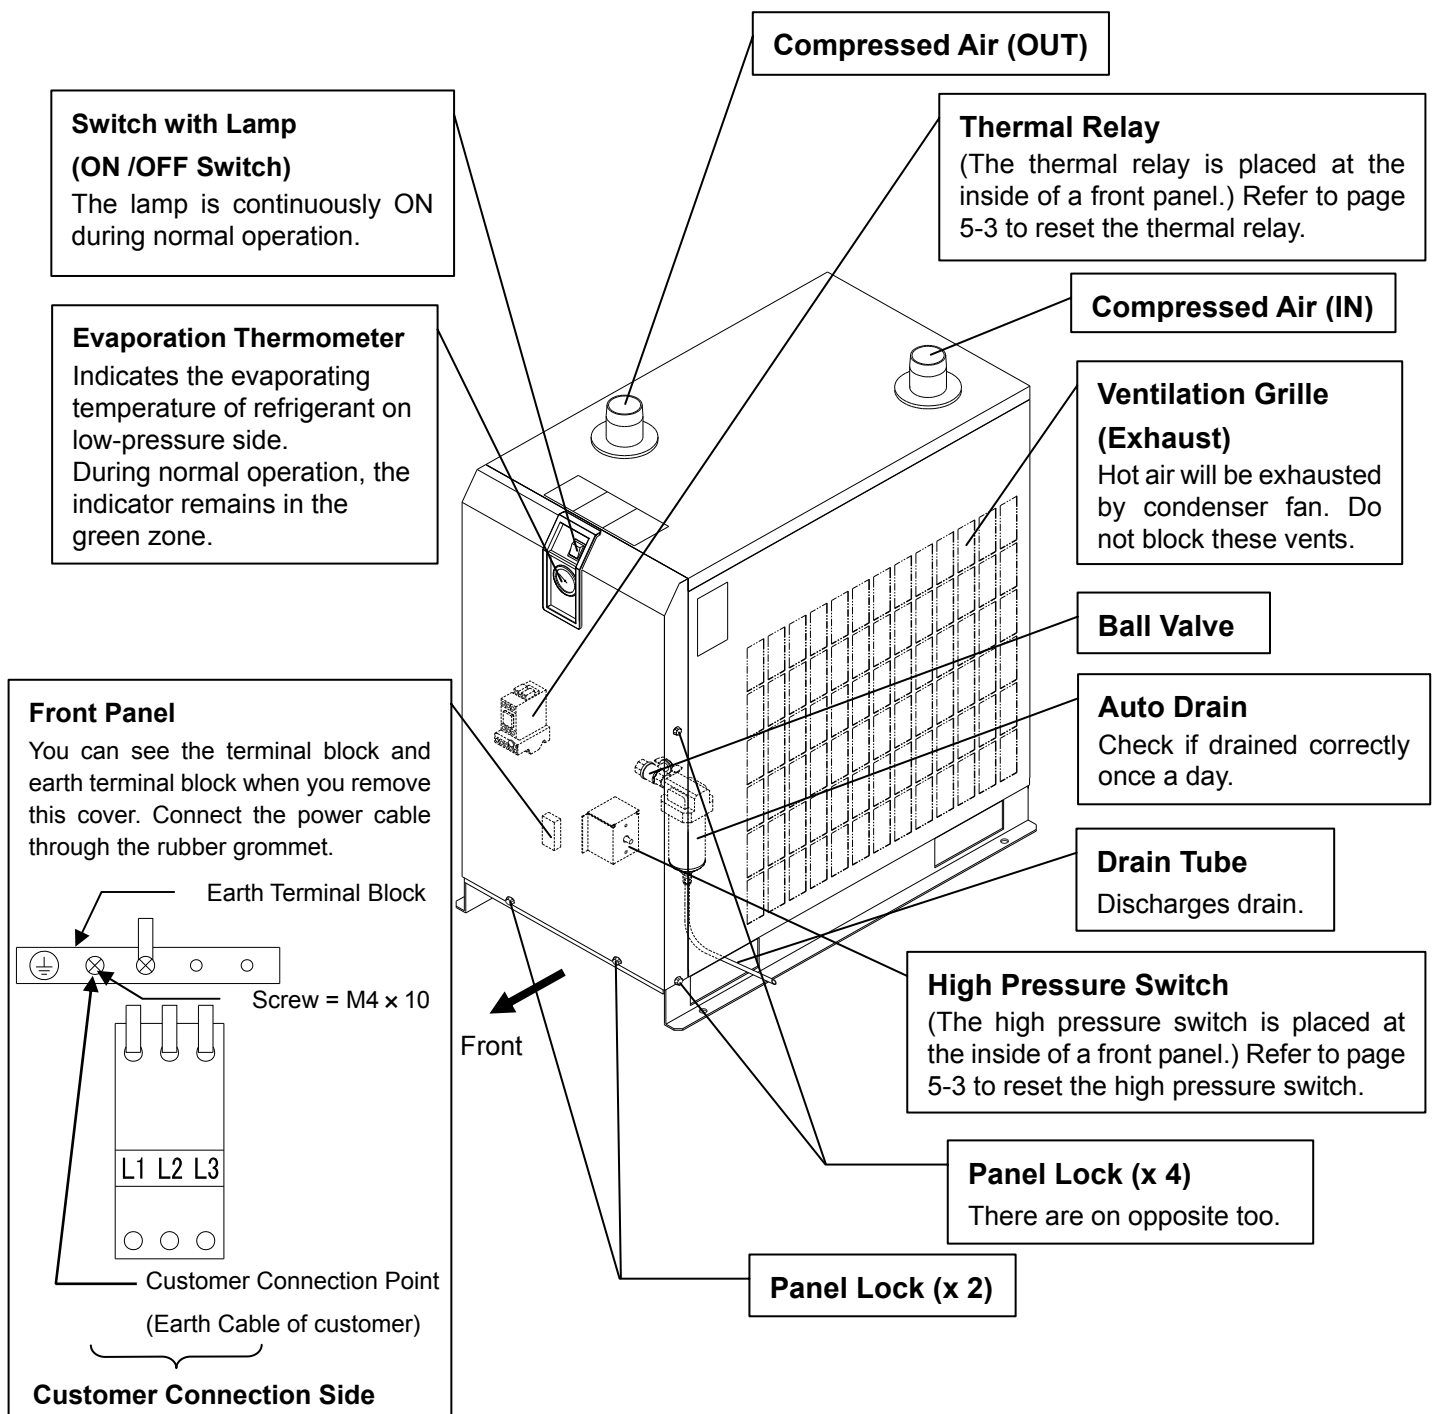 Compressed Air (OUT)
Switch with Lamp
(ON /OFF Switch)
The lamp is continuously ON
during normal operation.
Thermal Relay
(The thermal relay is placed at the
inside of a front panel.) Refer to page
5-3 to reset the thermal relay.
Compressed Air (IN)
Evaporation Thermometer
Indicates the evaporating
temperature of refrigerant on
low-pressure side.
During normal operation, the
indicator remains in the
green zone.
Ventilation Grille
(Exhaust)
Hot air will be exhausted
by condenser fan. Do
not block these vents.
Ball Valve
Auto Drain
Check if drained correctly
once a day.
Drain Tube
Discharges drain.
High Pressure Switch
(The high pressure switch is placed at
the inside of a front panel.) Refer to page
5-3 to reset the high pressure switch.
Panel Lock (x 4)
There are on opposite too.
Panel Lock (x 2)
Front
Front Panel
You can see the terminal block and
earth terminal block when you remove
this cover. Connect the power cable
through the rubber grommet.
Earth Terminal Block
Screw = M4 × 10
L1 L2 L3
Customer Connection Point
(Earth Cable of customer)
Customer Connection Side